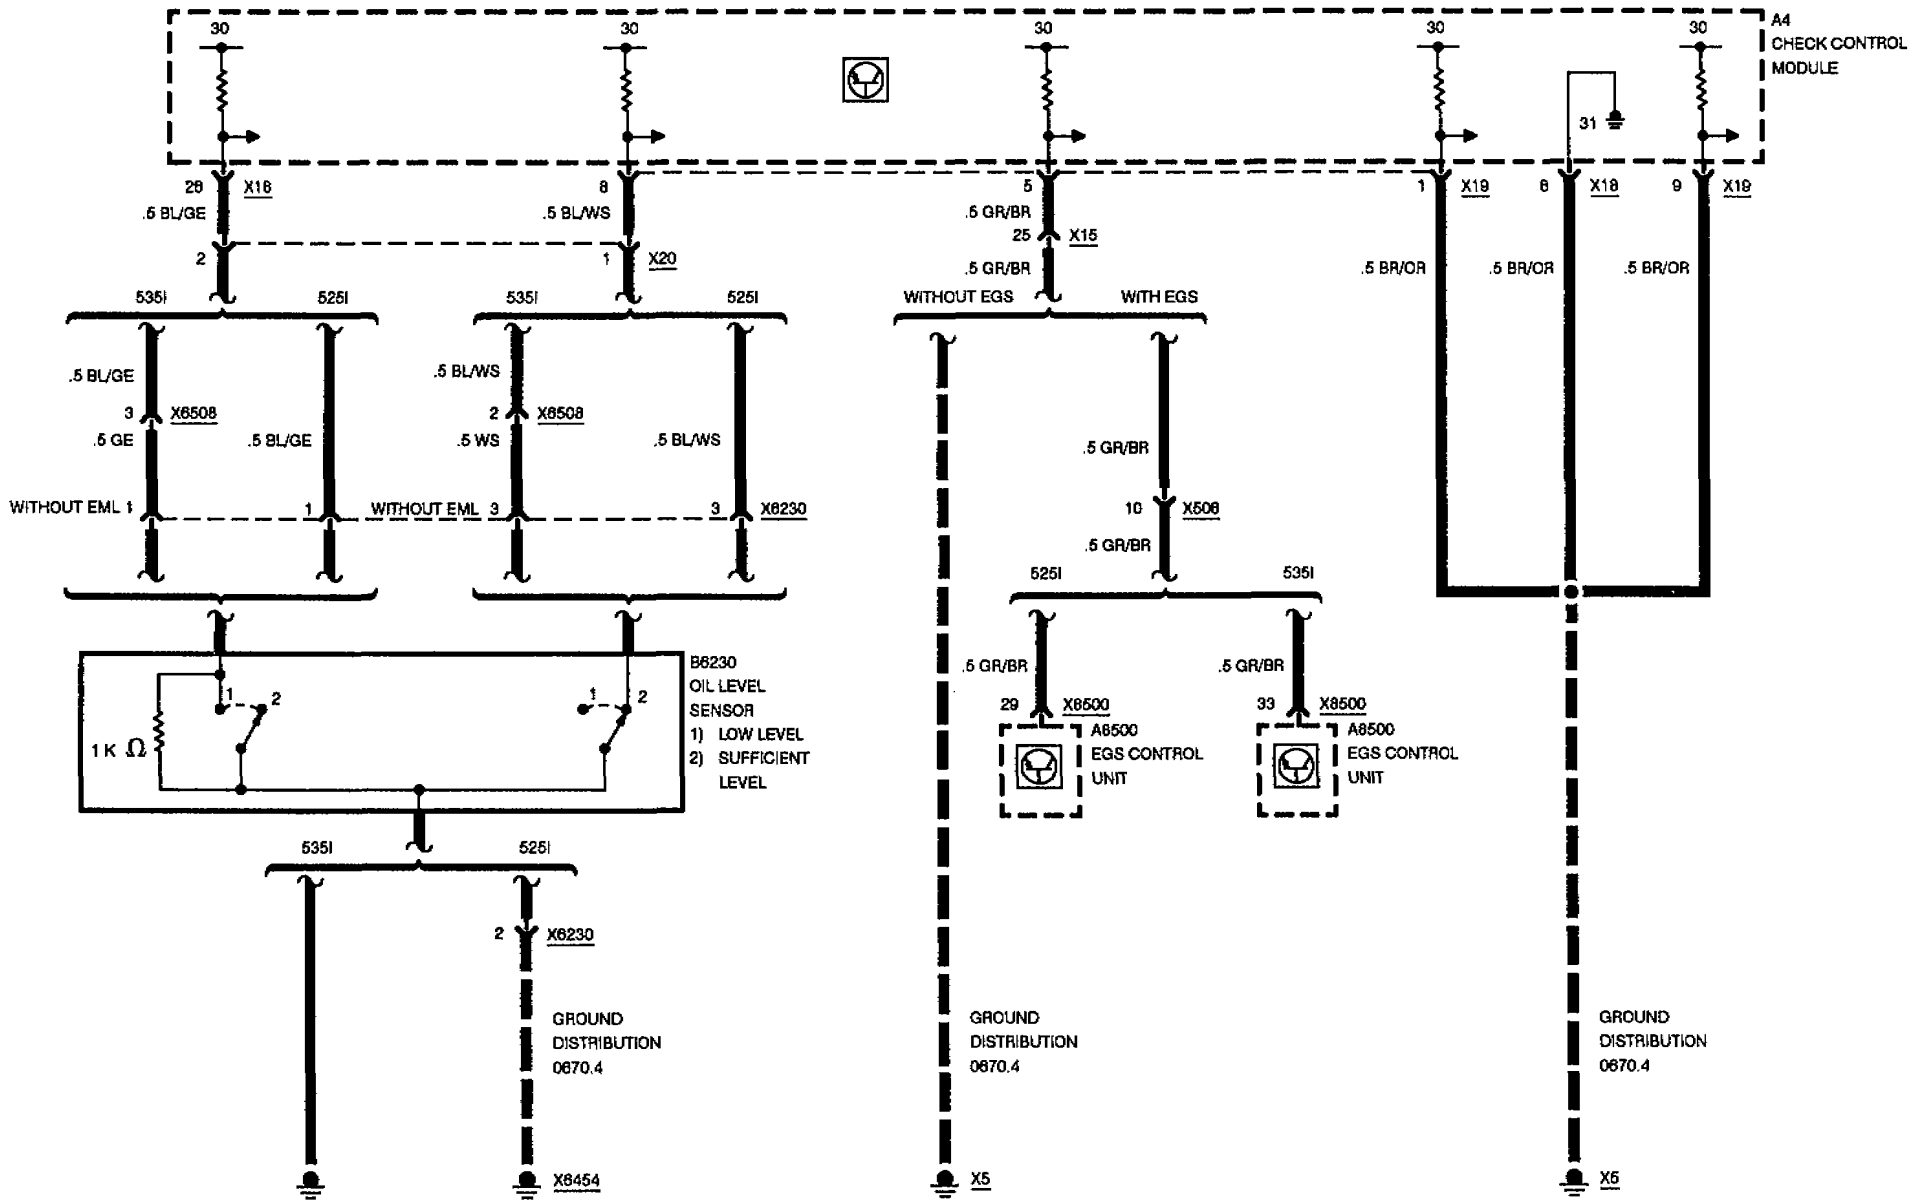 30 30 30 30 30
A4
CHECK CONTROL
MODULE
31
28 X18 8 5 1 X19 8 X18 9 X19
.5 BL/GE .5 BL/WS .5 GR/BR
25 X15
2 1 X20
.5 GR/BR .5 BR/OR .5 BR/OR .5 BR/OR
535I 525I 535I 525I WITHOUT EGS WITH EGS
.5 BL/GE .5 BL/WS
3 X6508 2 X6508
.5 GE .5 BL/GE .5 WS .5 BL/WS .5 GR/BR
WITHOUT EML 1 1 WITHOUT EML 3 3 X6230 10 X506
.5 GR/BR
525I 535I
B6230
OIL LEVEL
SENSOR
1) LOW LEVEL
2) SUFFICIENT
LEVEL
1 2 1 2
1 K Ω
.5 GR/BR .5 GR/BR
29 X8500 33 X8500
A8500
EGS CONTROL
UNIT
A8500
EGS CONTROL
UNIT
535I 525I
2 X6230
GROUND
DISTRIBUTION
0670.4
GROUND
DISTRIBUTION
0670.4
GROUND
DISTRIBUTION
0670.4
X6454 X5 X5